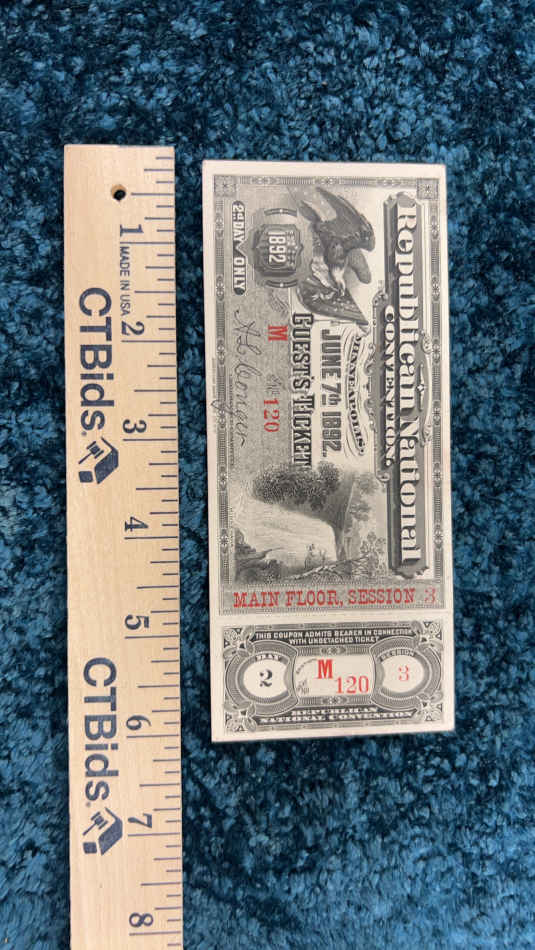 Republican National
CONVENTION,
MINNEAPOLIS,
JUNE 7th 1892.
GUEST'S TICKET
M No 120
1892
2nd DAY ONLY
MAIN FLOOR, SESSION 3
THIS COUPON ADMITS BEARER IN CONNECTION
WITH UNDETACHED TICKET
DAY
2
M
No 120
SESSION
3
REPUBLICAN
NATIONAL CONVENTION
1
MADE IN USA
2
CTBids
3
4
5
CTBids
6
7
8